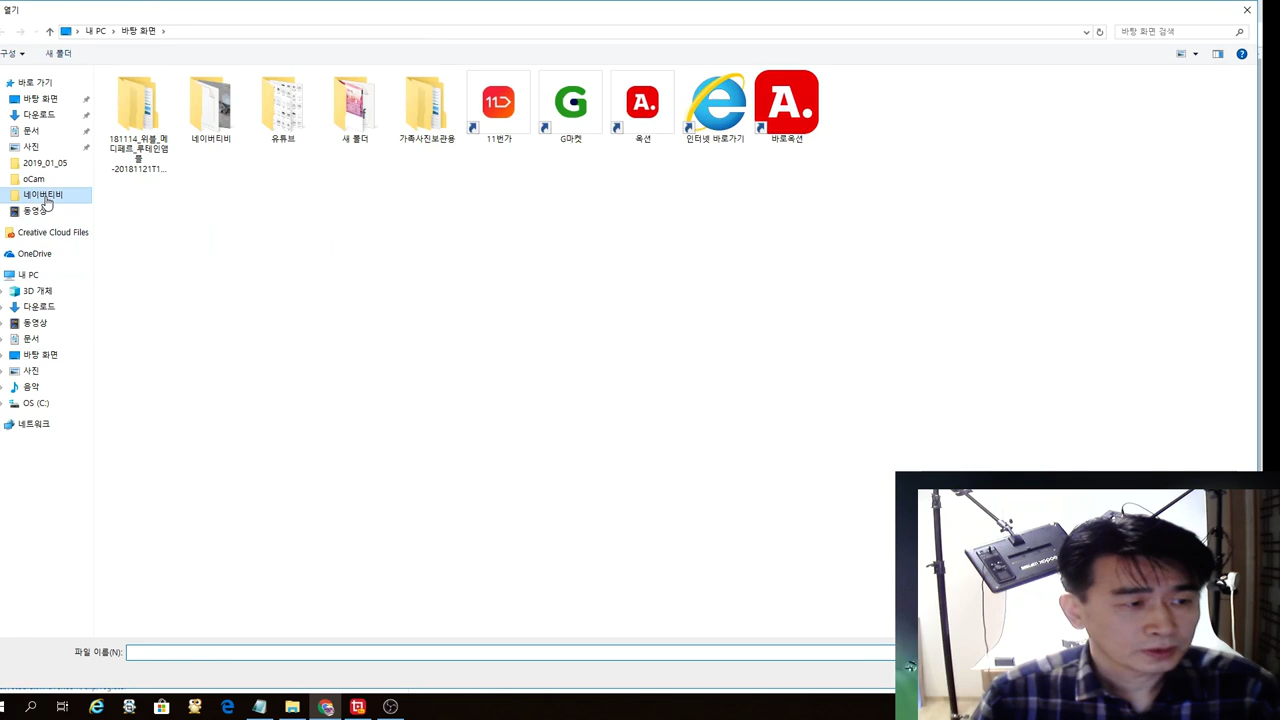 열기
내 PC
바탕 화면
바탕 화면 검색
구성
새 폴더
바로 가기
바탕 화면
다운로드
문서
사진
2019_01_05
oCam
네이버티비
동영상
Creative Cloud Files
OneDrive
내 PC
3D 개체
다운로드
동영상
문서
바탕 화면
사진
음악
OS (C:)
네트워크
181114_위블_메
디페르_루테인앰
플
-20181121T1...
네이버티비
유튜브
새 폴더
가족사진보관용
11번가
G마켓
옥션
인터넷 바로가기
바로옥션
11
G
A.
A.
파일 이름(N):